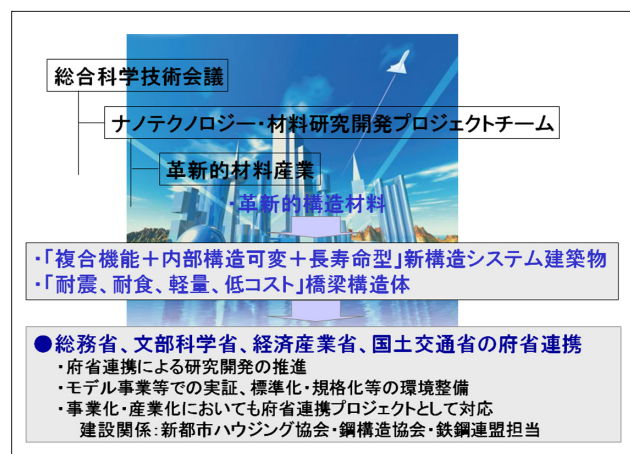 総合科学技術会議
ナノテクノロジー・材料研究開発プロジェクトチーム
革新的材料産業
・革新的構造材料
・「複合機能＋内部構造可変＋長寿命型」新構造システム建築物
・「耐震、耐食、軽量、低コスト」橋梁構造体
●総務省、文部科学省、経済産業省、国土交通省の府省連携
・府省連携による研究開発の推進
・モデル事業等での実証、標準化・規格化等の環境整備
・事業化・産業化においても府省連携プロジェクトとして対応
建設関係：新都市ハウジング協会・鋼構造協会・鉄鋼連盟担当